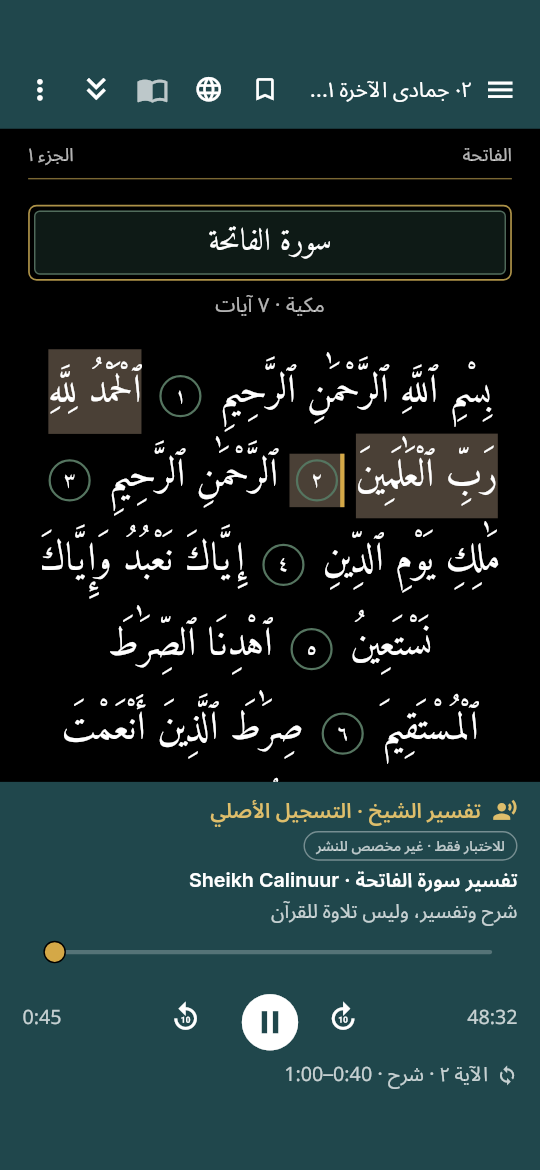 ٠٢ جمادى الآخرة ١...
الفاتحة
الجزء ١
سورة الفاتحة
مكية · ٧ آيات
بِسْمِ ٱللَّهِ ٱلرَّحْمَٰنِ ٱلرَّحِيمِ ١ ٱلْحَمْدُ لِلَّهِ
رَبِّ ٱلْعَٰلَمِينَ ٢ ٱلرَّحْمَٰنِ ٱلرَّحِيمِ ٣
مَٰلِكِ يَوْمِ ٱلدِّينِ ٤ إِيَّاكَ نَعْبُدُ وَإِيَّاكَ
نَسْتَعِينُ ٥ ٱهْدِنَا ٱلصِّرَٰطَ
ٱلْمُسْتَقِيمَ ٦ صِرَٰطَ ٱلَّذِينَ أَنْعَمْتَ
تفسير الشيخ · التسجيل الأصلي
للاختبار فقط · غير مخصص للنشر
تفسير سورة الفاتحة · Sheikh Calinuur
شرح وتفسير، وليس تلاوة للقرآن
0:45
10
10
48:32
الآية ٢ · شرح · 0:40–1:00